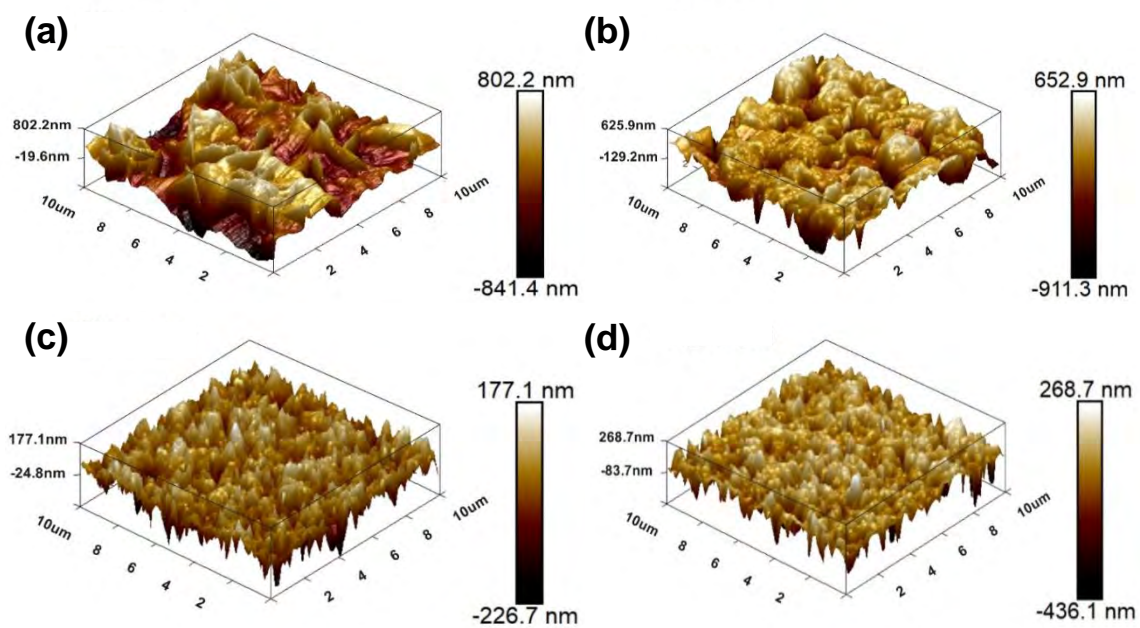 (a)
802.2 nm
802.2nm
-19.6nm
10um
8
6
4
2
2
4
6
8
10um
-841.4 nm
(b)
652.9 nm
625.9nm
-129.2nm
10um
8
6
4
2
2
4
6
8
10um
-911.3 nm
(c)
177.1 nm
177.1nm
-24.8nm
10um
8
6
4
2
2
4
6
8
10um
-226.7 nm
(d)
268.7 nm
268.7nm
-83.7nm
10um
8
6
4
2
2
4
6
8
10um
-436.1 nm